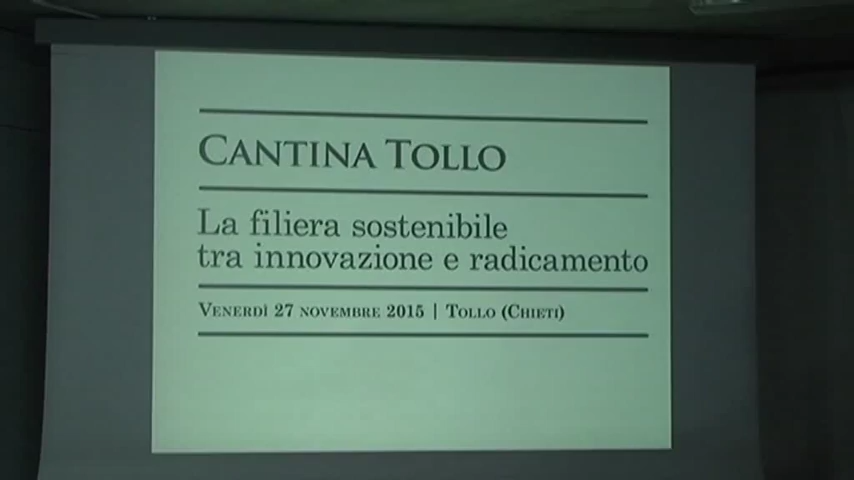 CANTINA TOLLO
La filiera sostenibile
tra innovazione e radicamento
VENERDÌ 27 NOVEMBRE 2015 | TOLLO (CHIETI)